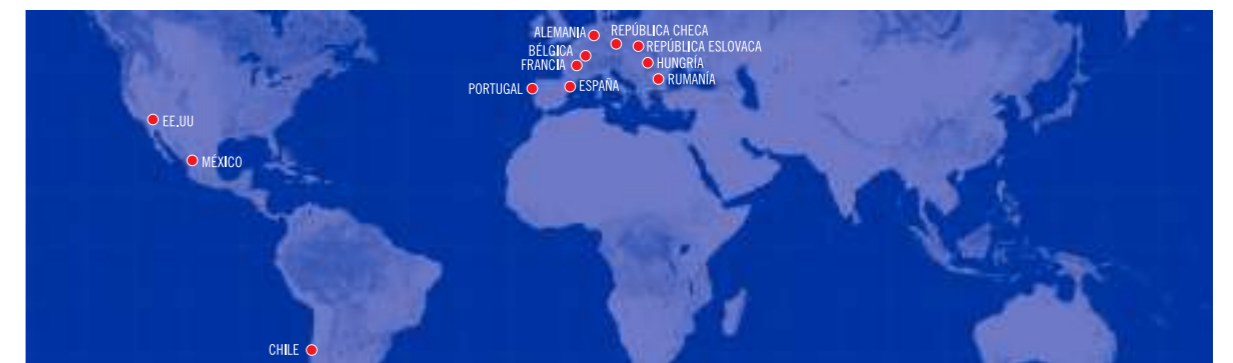 ALEMANIA
REPÚBLICA CHECA
BÉLGICA
REPÚBLICA ESLOVACA
FRANCIA
HUNGRÍA
PORTUGAL
ESPAÑA
RUMANÍA
EE.UU
MÉXICO
CHILE